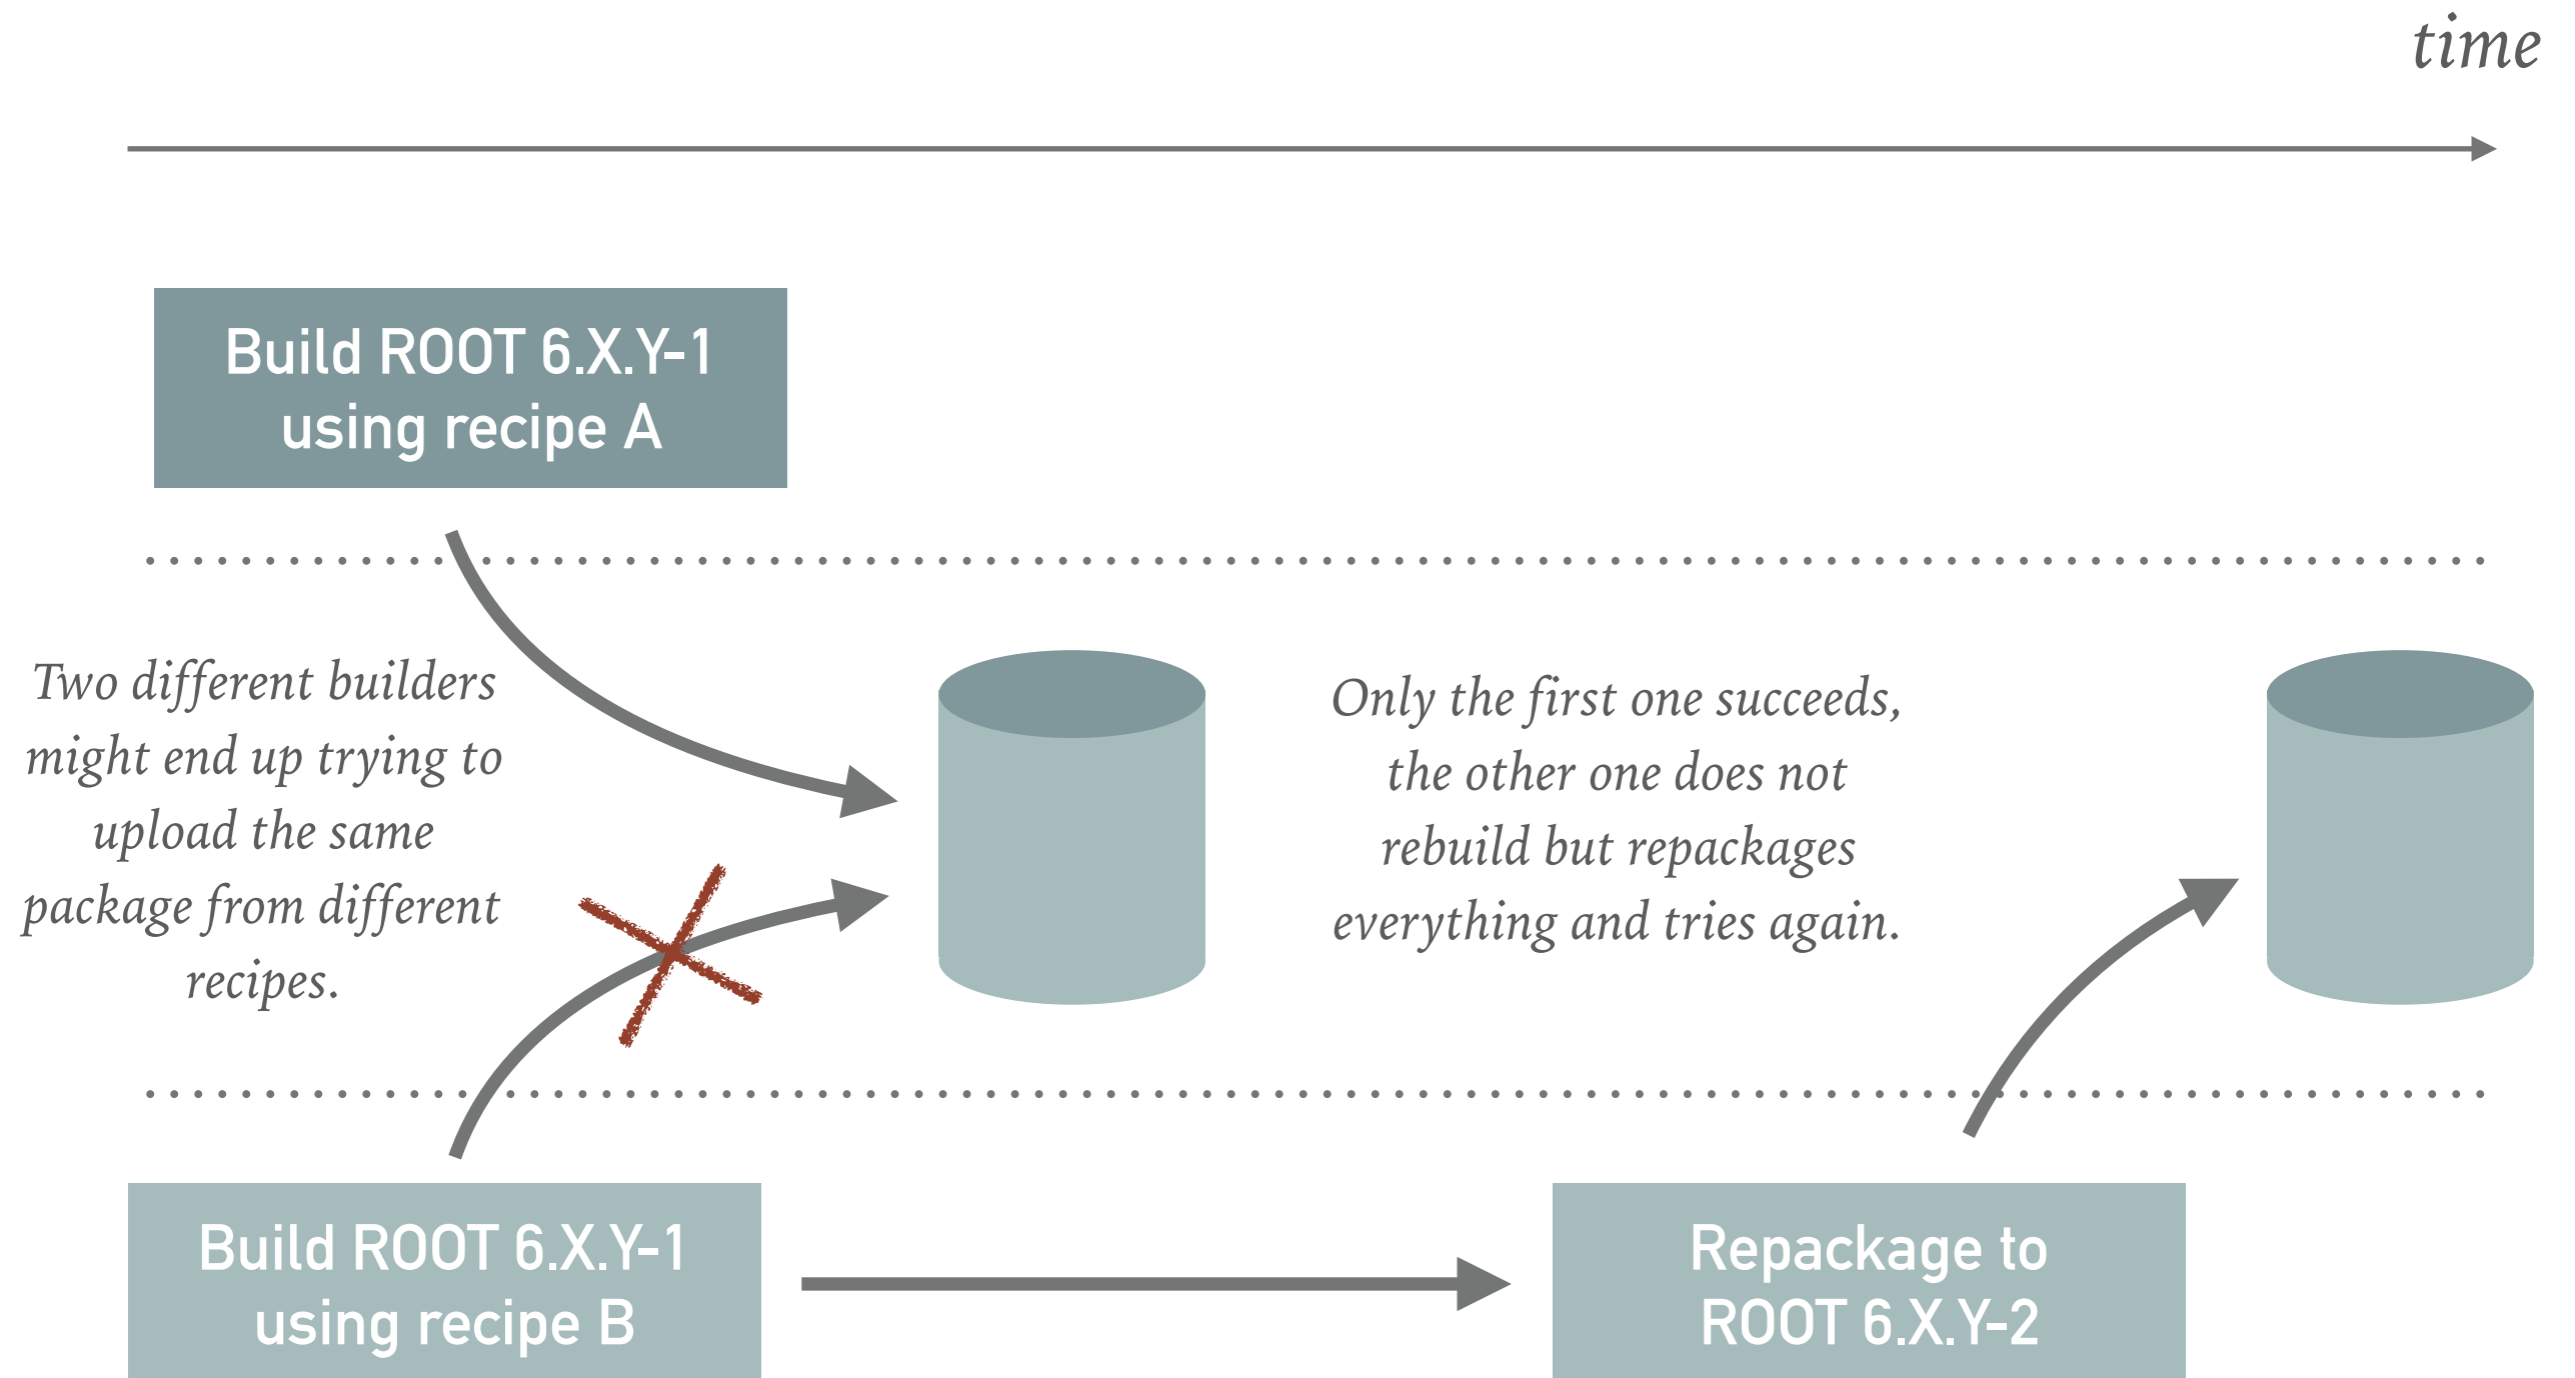 time
Build ROOT 6.X.Y-1
using recipe A
Two different builders
might end up trying to
upload the same
package from different
recipes.
Only the first one succeeds,
the other one does not
rebuild but repackages
everything and tries again.
Build ROOT 6.X.Y-1
using recipe B
Repackage to
ROOT 6.X.Y-2